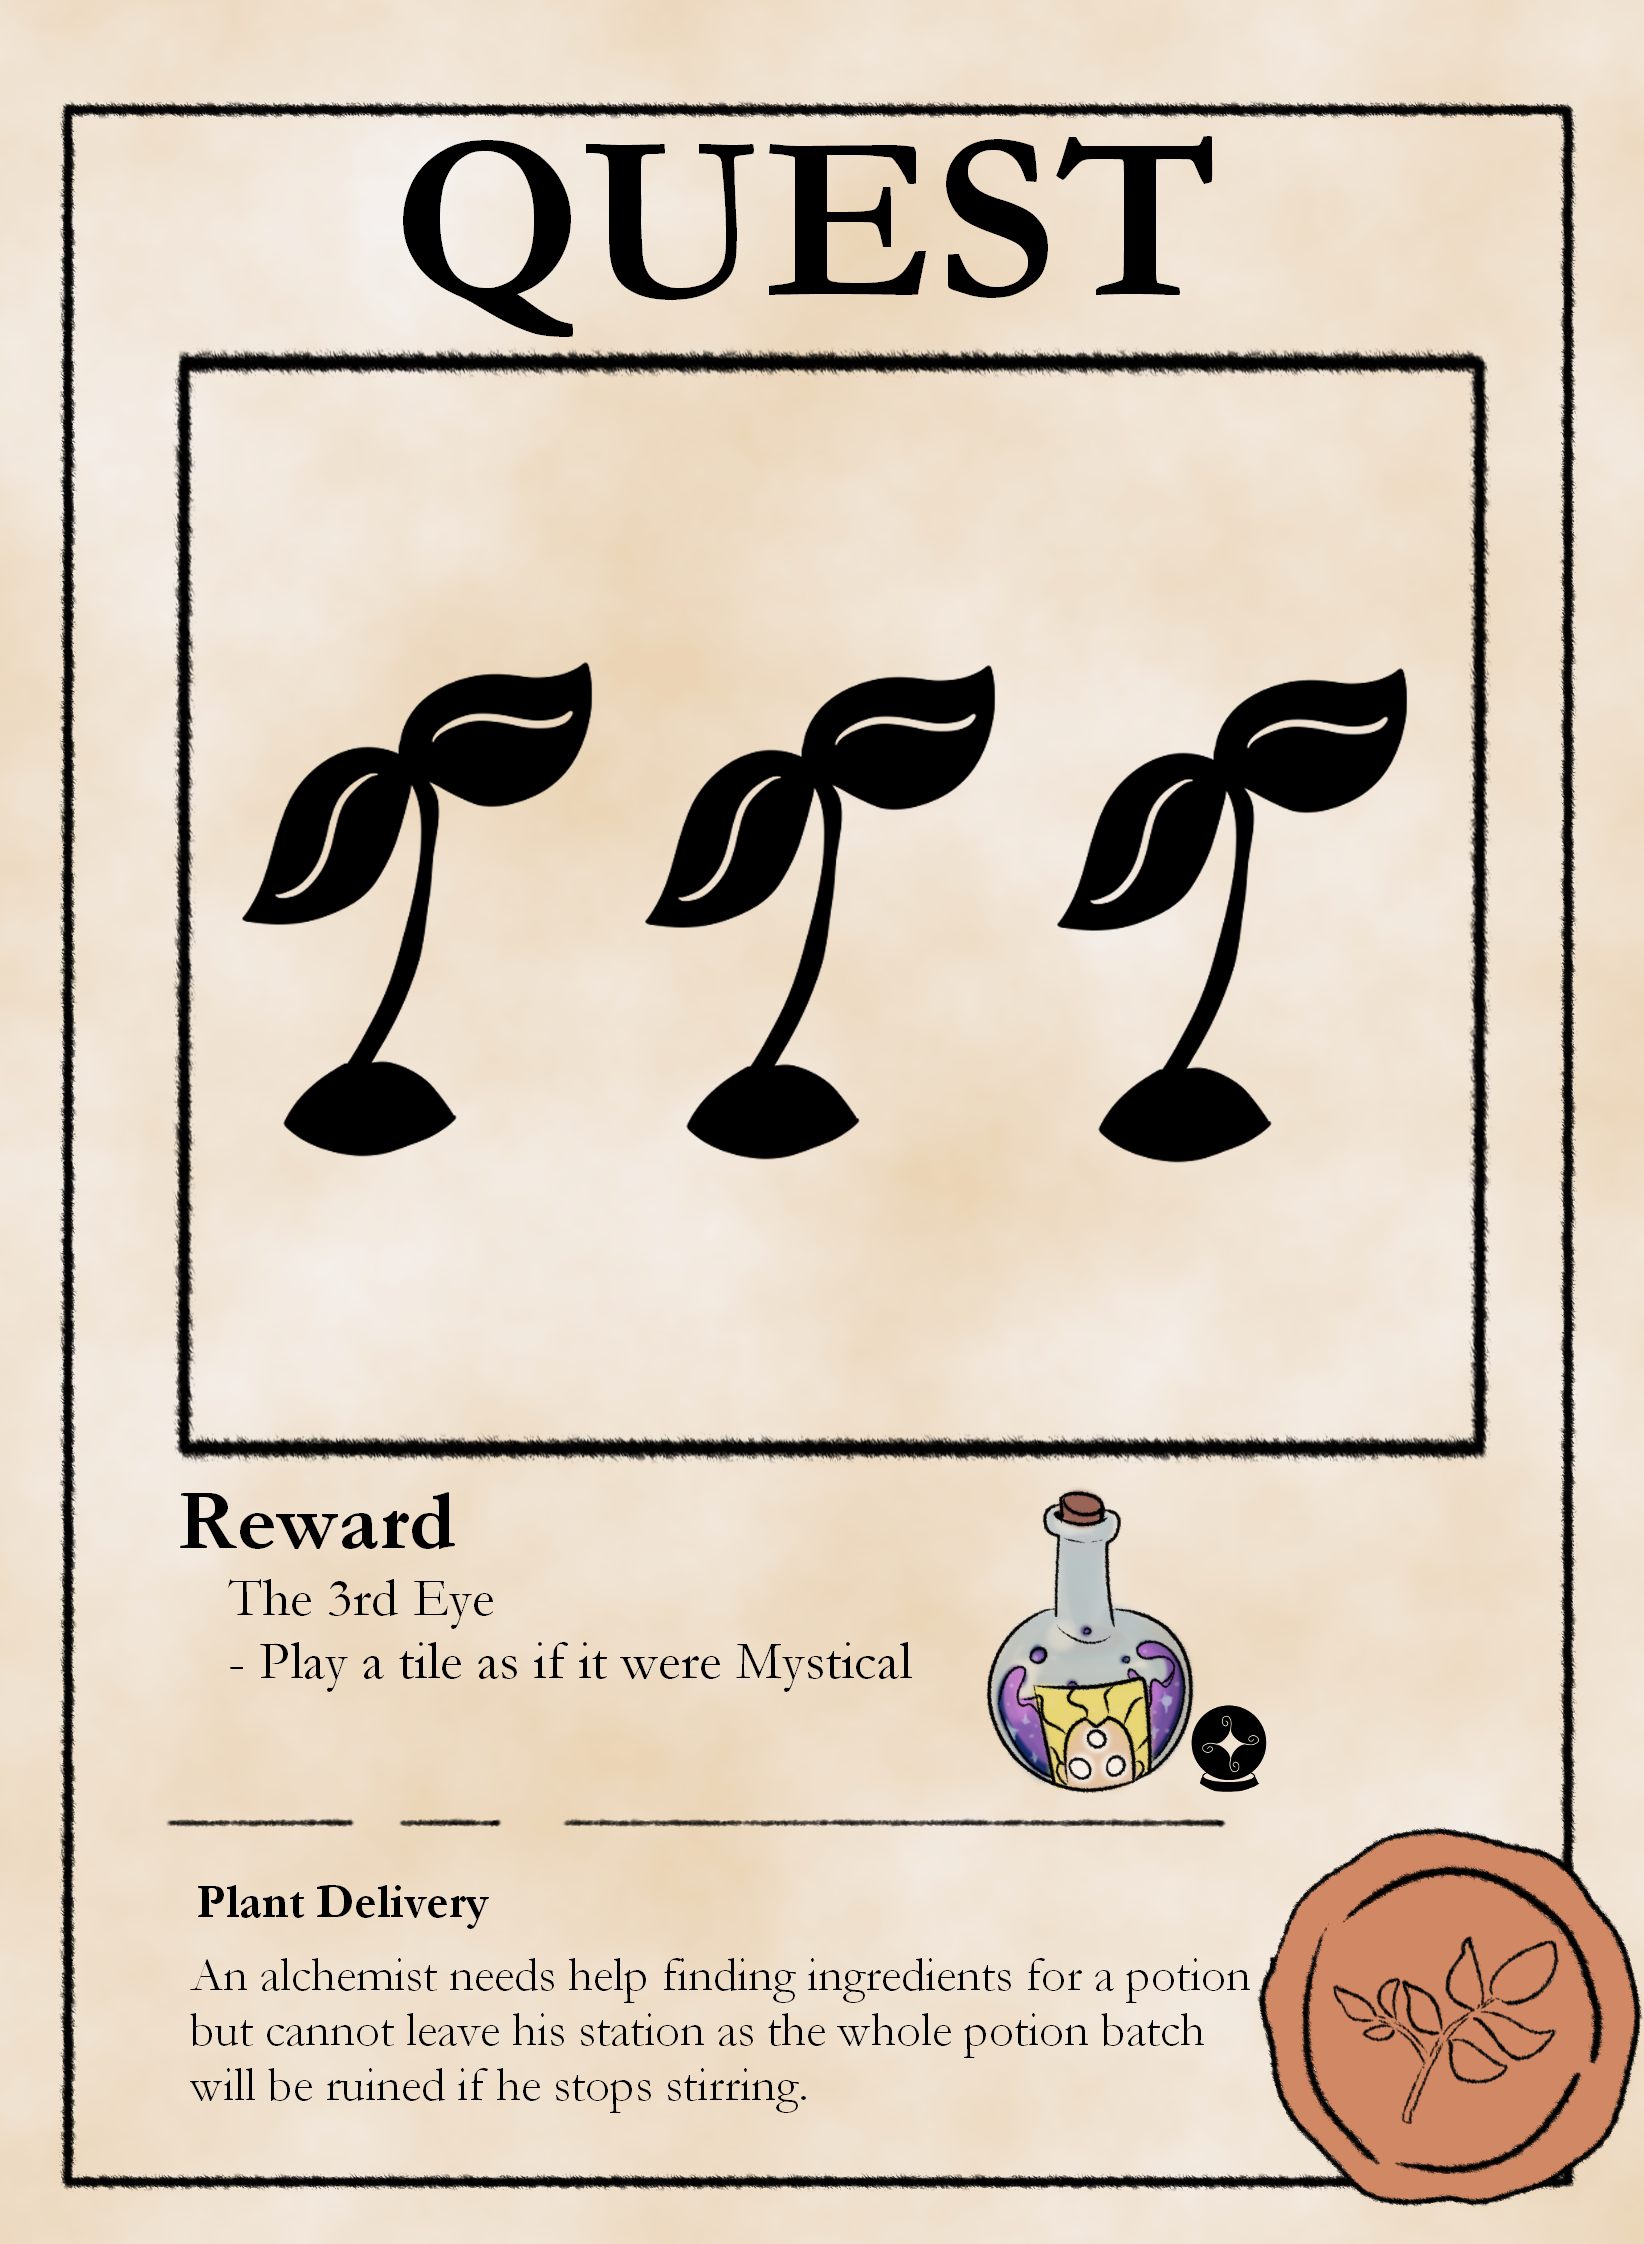 QUEST
Reward
The 3rd Eye
- Play a tile as if it were Mystical
Plant Delivery
An alchemist needs help finding ingredients for a potion
but cannot leave his station as the whole potion batch
will be ruined if he stops stirring.